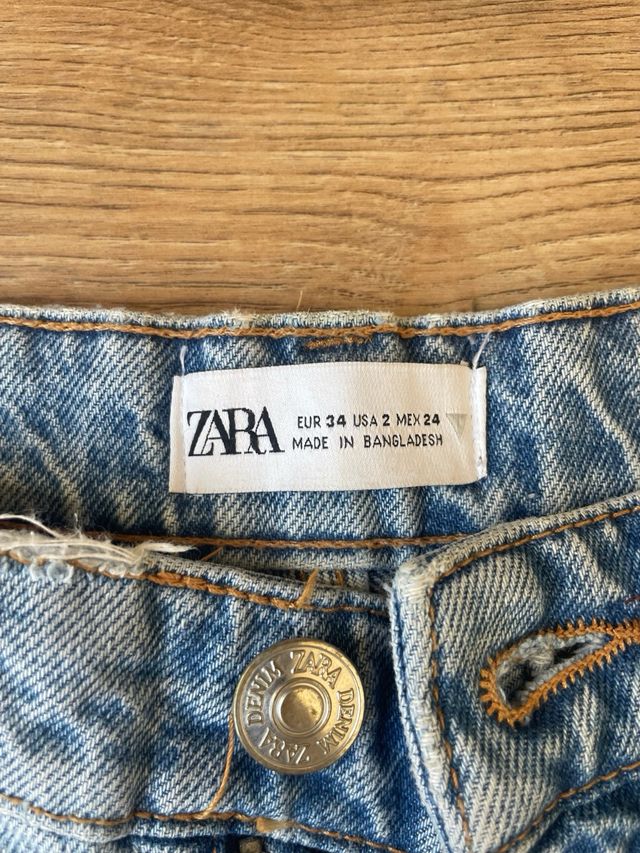 ZARA
EUR 34 USA 2 MEX 24
MADE IN BANGLADESH
ZARA DENIM ZARA DENIM